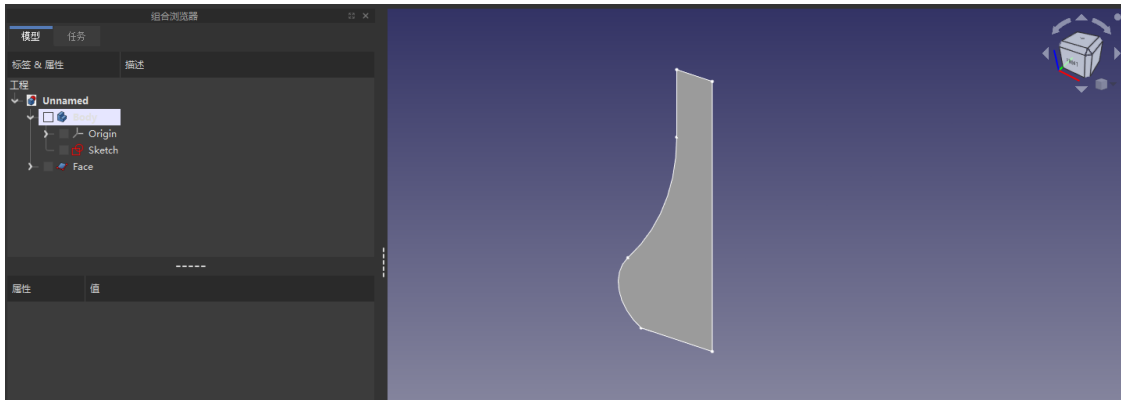 组合浏览器
模型 任务
标签 & 属性 描述
工程
Unnamed
Body
Origin
Sketch
Face
属性 值